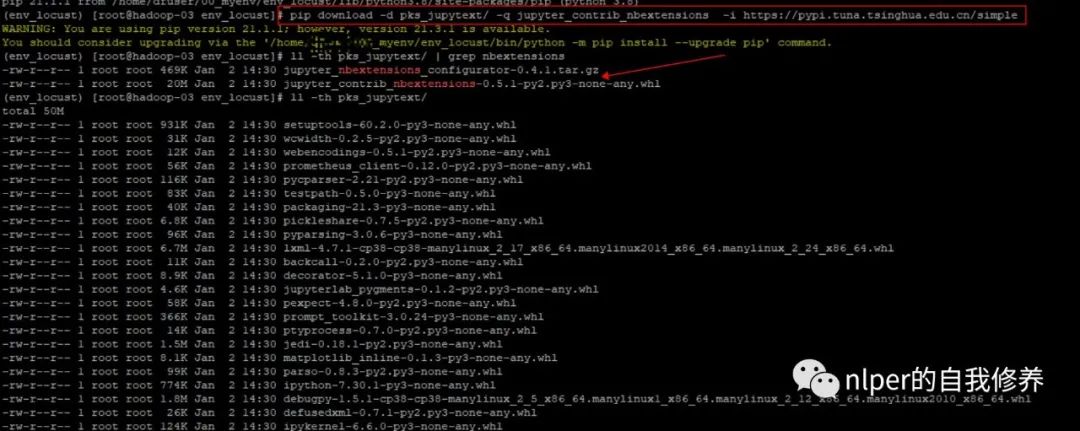 pip 21.1.1 from /home/dfuser/00_myenv/env_locust/lib/python3.8/site-packages/pip (python 3.8)
(env_locust) [root@hadoop-03 env_locust]# pip download -d pks_jupytext/ -q jupyter_contrib_nbextensions -i https://pypi.tuna.tsinghua.edu.cn/simple
WARNING: You are using pip version 21.1.1; however, version 21.3.1 is available.
You should consider upgrading via the '/home/ _myenv/env_locust/bin/python -m pip install --upgrade pip' command.
(env_locust) [root@hadoop-03 env_locust]# ll -th pks_jupytext/ | grep nbextensions
-rw-r--r-- 1 root root 469K Jan 2 14:30 jupyter_nbextensions_configurator-0.4.1.tar.gz
-rw-r--r-- 1 root root 20M Jan 2 14:30 jupyter_contrib_nbextensions-0.5.1-py2.py3-none-any.whl
(env_locust) [root@hadoop-03 env_locust]# ll -th pks_jupytext/
total 50M
-rw-r--r-- 1 root root 931K Jan 2 14:30 setuptools-60.2.0-py3-none-any.whl
-rw-r--r-- 1 root root 31K Jan 2 14:30 wcwidth-0.2.5-py2.py3-none-any.whl
-rw-r--r-- 1 root root 12K Jan 2 14:30 webencodings-0.5.1-py2.py3-none-any.whl
-rw-r--r-- 1 root root 56K Jan 2 14:30 prometheus_client-0.12.0-py2.py3-none-any.whl
-rw-r--r-- 1 root root 116K Jan 2 14:30 pycparser-2.21-py2.py3-none-any.whl
-rw-r--r-- 1 root root 83K Jan 2 14:30 testpath-0.5.0-py3-none-any.whl
-rw-r--r-- 1 root root 40K Jan 2 14:30 packaging-21.3-py3-none-any.whl
-rw-r--r-- 1 root root 6.8K Jan 2 14:30 pickleshare-0.7.5-py2.py3-none-any.whl
-rw-r--r-- 1 root root 96K Jan 2 14:30 pyparsing-3.0.6-py3-none-any.whl
-rw-r--r-- 1 root root 6.7M Jan 2 14:30 lxml-4.7.1-cp38-cp38-manylinux_2_17_x86_64.manylinux2014_x86_64.manylinux_2_24_x86_64.whl
-rw-r--r-- 1 root root 11K Jan 2 14:30 backcall-0.2.0-py2.py3-none-any.whl
-rw-r--r-- 1 root root 8.9K Jan 2 14:30 decorator-5.1.0-py3-none-any.whl
-rw-r--r-- 1 root root 4.6K Jan 2 14:30 jupyterlab_pygments-0.1.2-py2.py3-none-any.whl
-rw-r--r-- 1 root root 58K Jan 2 14:30 pexpect-4.8.0-py2.py3-none-any.whl
-rw-r--r-- 1 root root 366K Jan 2 14:30 prompt_toolkit-3.0.24-py3-none-any.whl
-rw-r--r-- 1 root root 14K Jan 2 14:30 ptyprocess-0.7.0-py2.py3-none-any.whl
-rw-r--r-- 1 root root 1.5M Jan 2 14:30 jedi-0.18.1-py2.py3-none-any.whl
-rw-r--r-- 1 root root 8.1K Jan 2 14:30 matplotlib_inline-0.1.3-py3-none-any.whl
-rw-r--r-- 1 root root 99K Jan 2 14:30 parso-0.8.3-py2.py3-none-any.whl
-rw-r--r-- 1 root root 774K Jan 2 14:30 ipython-7.30.1-py3-none-any.whl
-rw-r--r-- 1 root root 1.8M Jan 2 14:30 debugpy-1.5.1-cp38-cp38-manylinux_2_5_x86_64.manylinux1_x86_64.manylinux_2_12_x86_64.manylinux2010_x86_64.whl
-rw-r--r-- 1 root root 26K Jan 2 14:30 defusedxml-0.7.1-py2.py3-none-any.whl
-rw-r--r-- 1 root root 124K Jan 2 14:30 ipykernel-6.6.0-py3-none-any.whl
nlper的自我修养